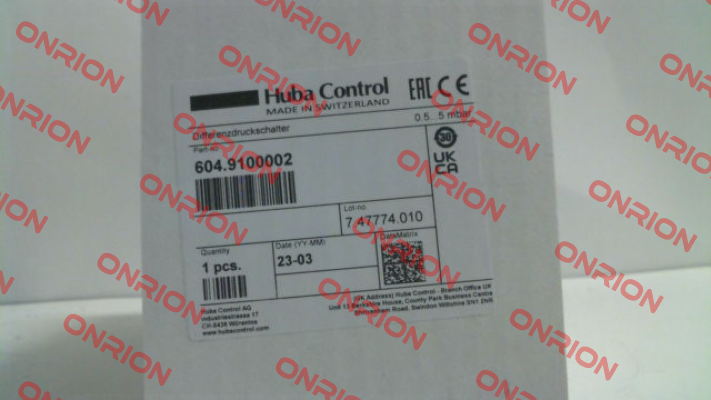 Huba Control
MADE IN SWITZERLAND
EAC CE
Differenzdruckschalter
0.5...5 mbar
Part-no
604.9100002
30
UK
CA
Lot-no
7.47774.010
Quantity
1 pcs.
Date (YY-MM)
23-03
DataMatrix
Huba Control AG
Industriestrasse 17
CH-5436 Würenlos
www.hubacontrol.com
(UK Address) Huba Control - Branch Office UK
Unit 13 Berkshire House, County Park Business Centre
Shrivenham Road, Swindon Wiltshire SN1 2NR
ONRION